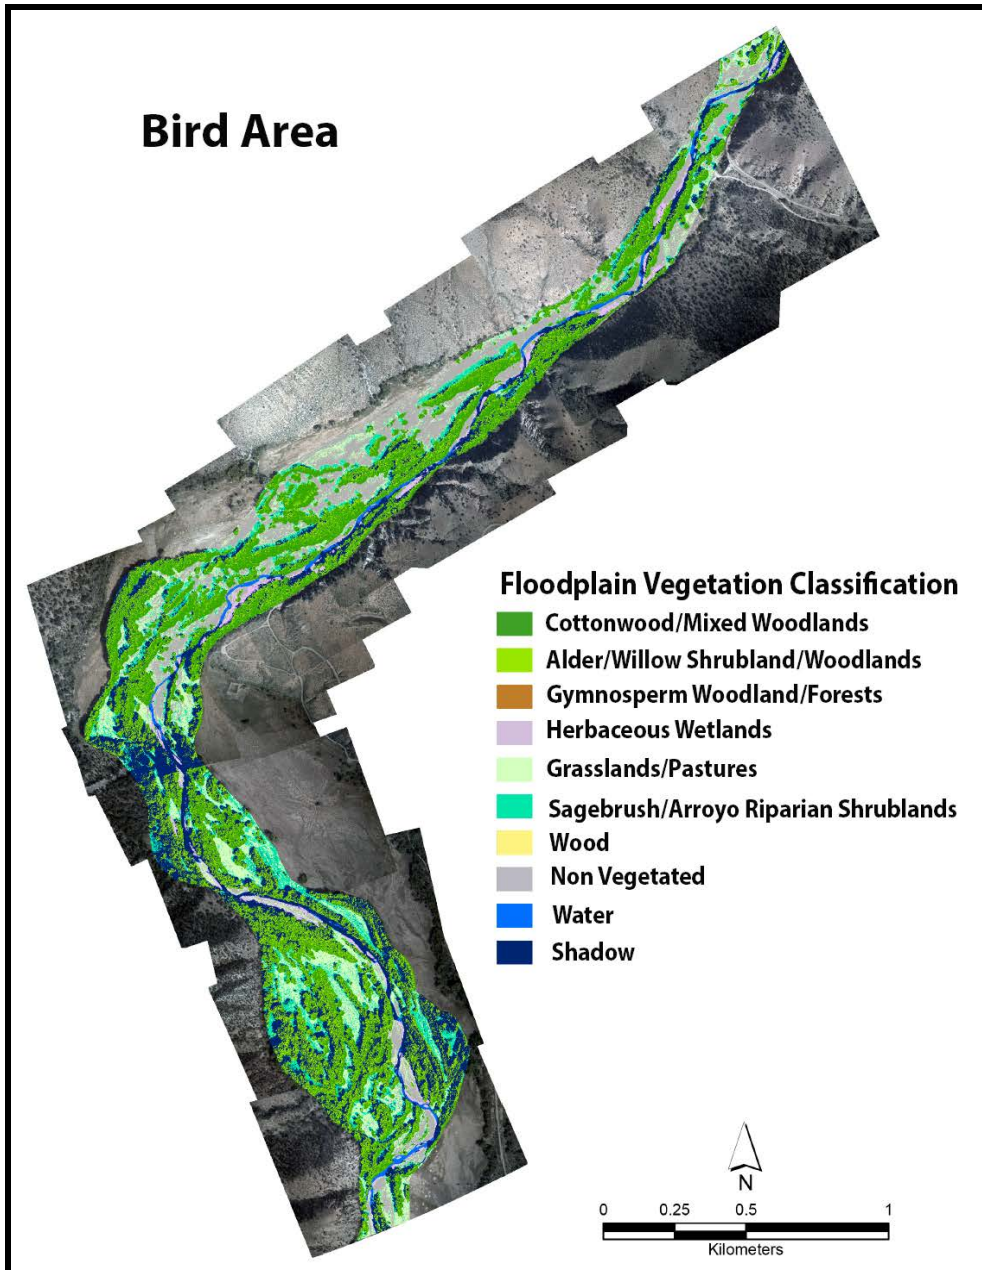 Bird Area
Floodplain Vegetation Classification
Cottonwood/Mixed Woodlands
Alder/Willow Shrubland/Woodlands
Gymnosperm Woodland/Forests
Herbaceous Wetlands
Grasslands/Pastures
Sagebrush/Arroyo Riparian Shrublands
Wood
Non Vegetated
Water
Shadow
N
0 0.25 0.5 1
Kilometers